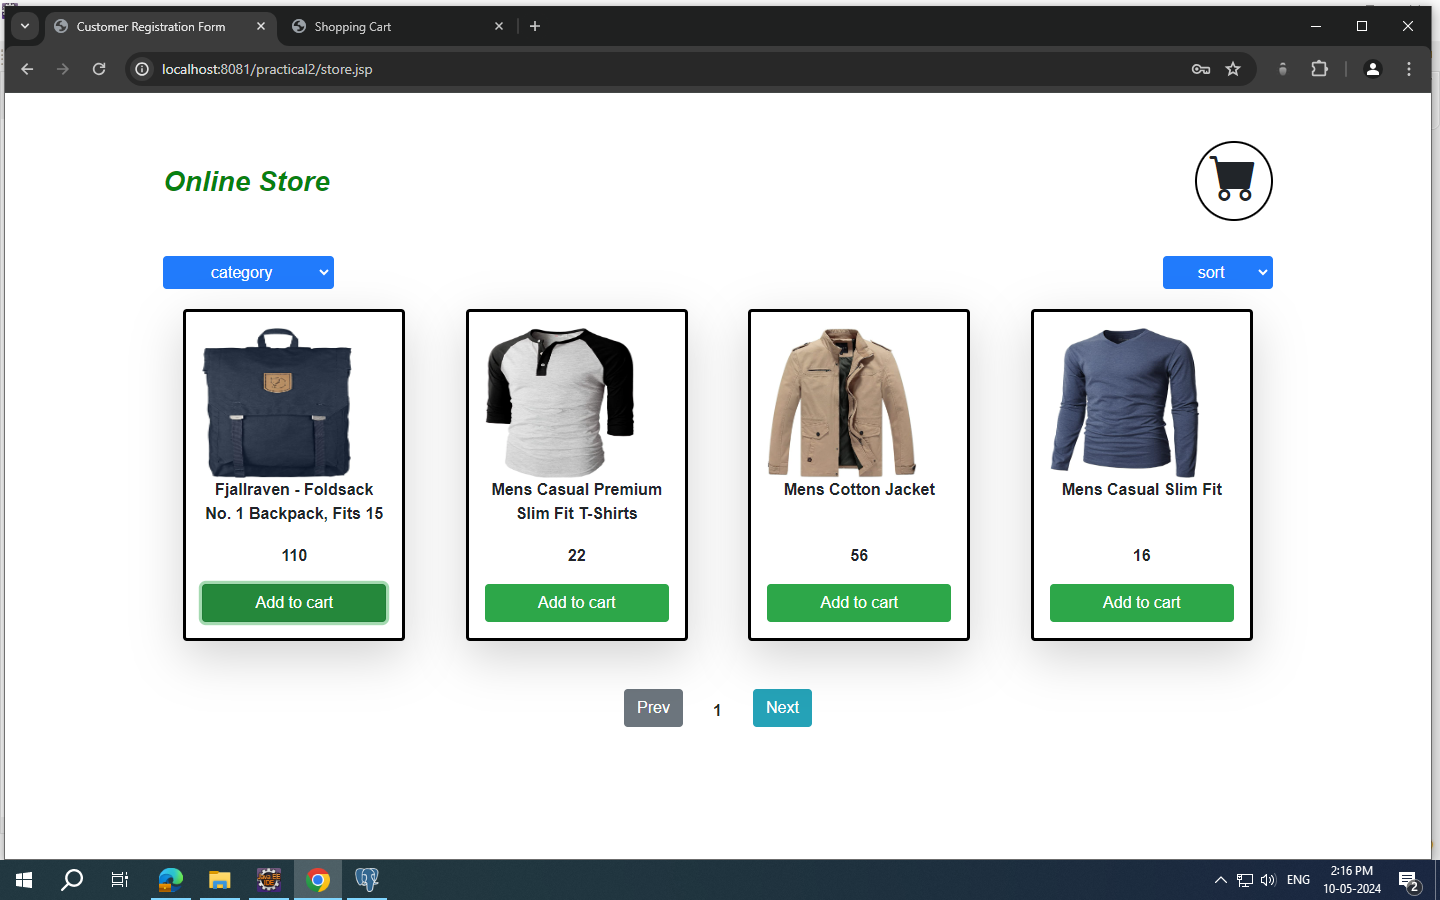 Customer Registration Form
Shopping Cart
localhost:8081/practical2/store.jsp
Online Store
category
sort
Fjallraven - Foldsack
No. 1 Backpack, Fits 15
110
Add to cart
Mens Casual Premium
Slim Fit T-Shirts
22
Add to cart
Mens Cotton Jacket
56
Add to cart
Mens Casual Slim Fit
16
Add to cart
Prev
1
Next
ENG
2:16 PM
10-05-2024
2